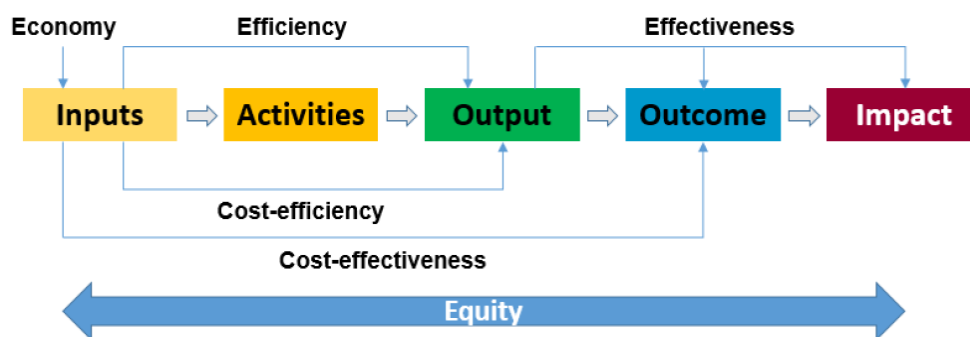 Economy
Efficiency
Effectiveness
Inputs
Activities
Output
Outcome
Impact
Cost-efficiency
Cost-effectiveness
Equity